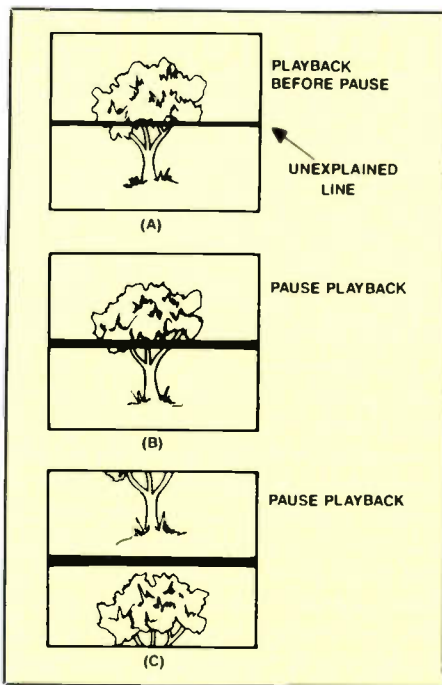 PLAYBACK
BEFORE PAUSE
UNEXPLAINED
LINE
(A)
PAUSE PLAYBACK
(B)
PAUSE PLAYBACK
(C)